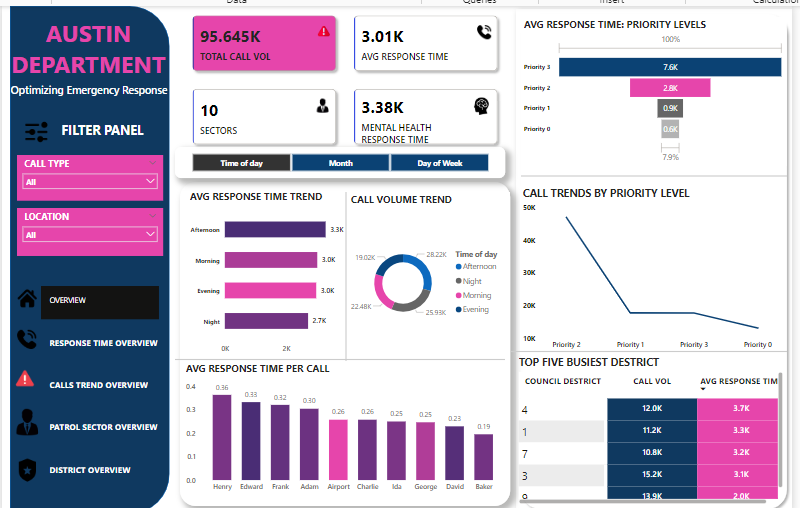 Data
Queries
Insert
AUSTIN
DEPARTMENT
Optimizing Emergency Response
FILTER PANEL
CALL TYPE
All
LOCATION
All
OVERVIEW
RESPONSE TIME OVERVIEW
CALLS TREND OVERVIEW
PATROL SECTOR OVERVIEW
DISTRICT OVERVIEW
95.645K
TOTAL CALL VOL
3.01K
AVG RESPONSE TIME
10
SECTORS
3.38K
MENTAL HEALTH
RESPONSE TIME
Time of day
Month
Day of Week
AVG RESPONSE TIME TREND
Afternoon
3.3K
Morning
3.0K
Evening
3.0K
Night
2.7K
0K
2K
CALL VOLUME TREND
19.02K
28.22K
22.48K
25.93K
Time of day
Afternoon
Night
Morning
Evening
AVG RESPONSE TIME PER CALL
0.4
0.3
0.2
0.1
0.0
0.36
0.33
0.32
0.30
0.26
0.26
0.25
0.25
0.23
0.19
Henry
Edward
Frank
Adam
Airport
Charlie
Ida
George
David
Baker
AVG RESPONSE TIME: PRIORITY LEVELS
100%
Priority 3
7.6K
Priority 2
2.8K
Priority 1
0.9K
Priority 0
0.6K
7.9%
CALL TRENDS BY PRIORITY LEVEL
50K
40K
30K
20K
10K
Priority 2
Priority 1
Priority 3
Priority 0
TOP FIVE BUSIEST DESTRICT
COUNCIL DESTRICT CALL VOL AVG RESPONSE TIM
4 12.0K 3.7K
1 11.2K 3.3K
7 10.8K 3.2K
3 15.2K 3.1K
9 13.9K 2.0K